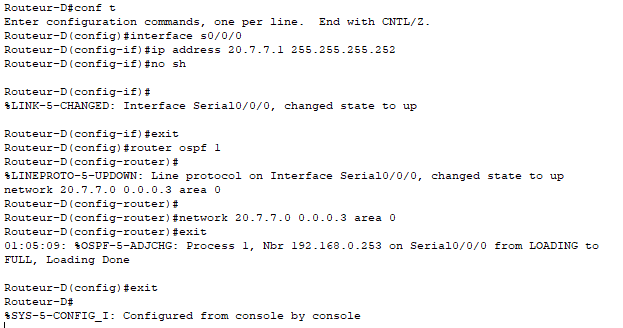 Routeur-D#conf t
Enter configuration commands, one per line.  End with CNTL/Z.
Routeur-D(config)#interface s0/0/0
Routeur-D(config-if)#ip address 20.7.7.1 255.255.255.252
Routeur-D(config-if)#no sh
Routeur-D(config-if)#
%LINK-5-CHANGED: Interface Serial0/0/0, changed state to up
Routeur-D(config-if)#exit
Routeur-D(config)#router ospf 1
Routeur-D(config-router)#
%LINEPROTO-5-UPDOWN: Line protocol on Interface Serial0/0/0, changed state to up
network 20.7.7.0 0.0.0.3 area 0
Routeur-D(config-router)#
Routeur-D(config-router)#network 20.7.7.0 0.0.0.3 area 0
Routeur-D(config-router)#exit
01:05:09: %OSPF-5-ADJCHG: Process 1, Nbr 192.168.0.253 on Serial0/0/0 from LOADING to
FULL, Loading Done
Routeur-D(config)#exit
Routeur-D#
%SYS-5-CONFIG_I: Configured from console by console